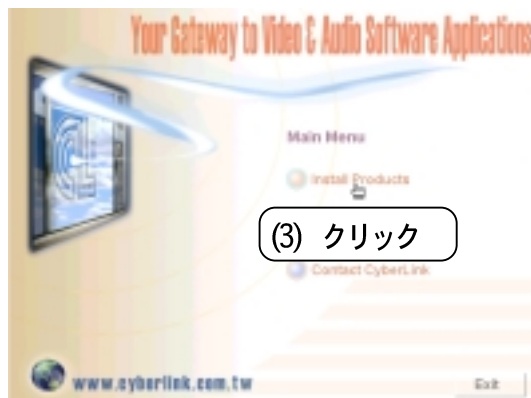 Your Gateway to Video & Audio Software Applications
Main Menu
Install Products
(3) クリック
Contact CyberLink
www.cyberlink.com.tw
Exit